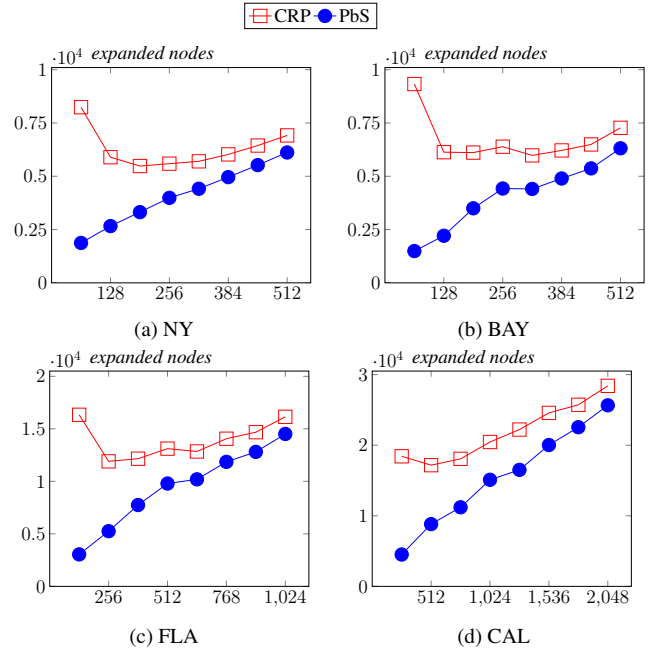 CRP PbS
·10^4 expanded nodes
1
0.75
0.5
0.25
0
128 256 384 512
(a) NY
·10^4 expanded nodes
1
0.75
0.5
0.25
0
128 256 384 512
(b) BAY
·10^4 expanded nodes
2
1.5
1
0.5
0
256 512 768 1,024
(c) FLA
·10^4 expanded nodes
3
2
1
0
512 1,024 1,536 2,048
(d) CAL